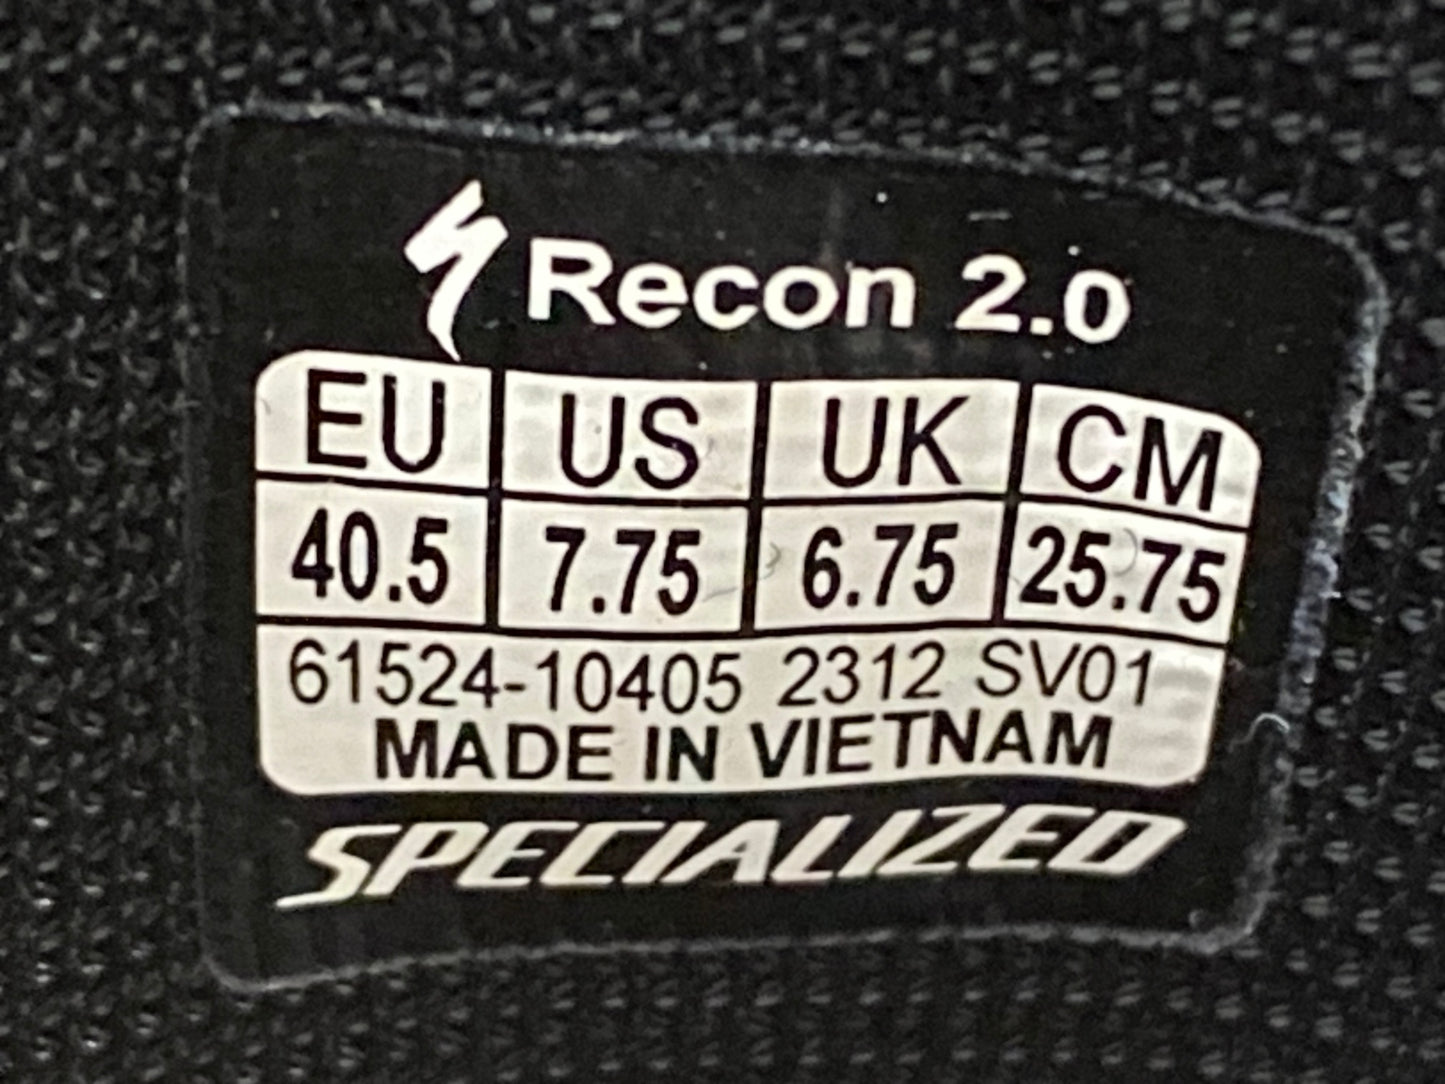 Recon 2.0
EU US UK CM
40.5 7.75 6.75 25.75
61524-10405 2312 SV01
MADE IN VIETNAM
SPECIALIZED